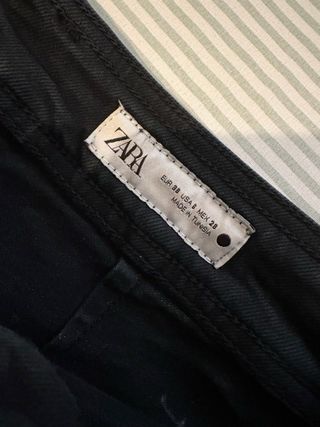 ZARA
EUR 38 USA 6 MEX 28
MADE IN TUNISIA